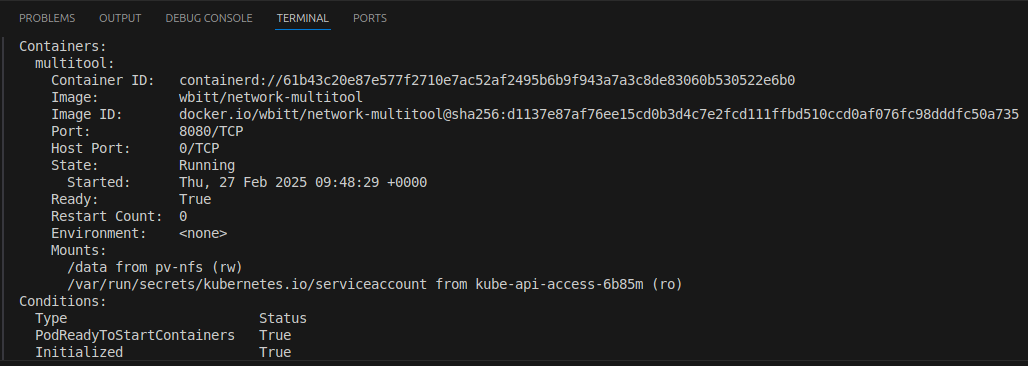 PROBLEMS OUTPUT DEBUG CONSOLE TERMINAL PORTS
Containers:
  multitool:
    Container ID:   containerd://61b43c20e87e577f2710e7ac52af2495b6b9f943a7a3c8de83060b530522e6b0
    Image:          wbitt/network-multitool
    Image ID:       docker.io/wbitt/network-multitool@sha256:d1137e87af76ee15cd0b3d4c7e2fcd111ffbd510ccd0af076fc98dddfc50a735
    Port:           8080/TCP
    Host Port:      0/TCP
    State:          Running
      Started:      Thu, 27 Feb 2025 09:48:29 +0000
    Ready:          True
    Restart Count:  0
    Environment:    <none>
    Mounts:
      /data from pv-nfs (rw)
      /var/run/secrets/kubernetes.io/serviceaccount from kube-api-access-6b85m (ro)
Conditions:
  Type                        Status
  PodReadyToStartContainers   True
  Initialized                 True